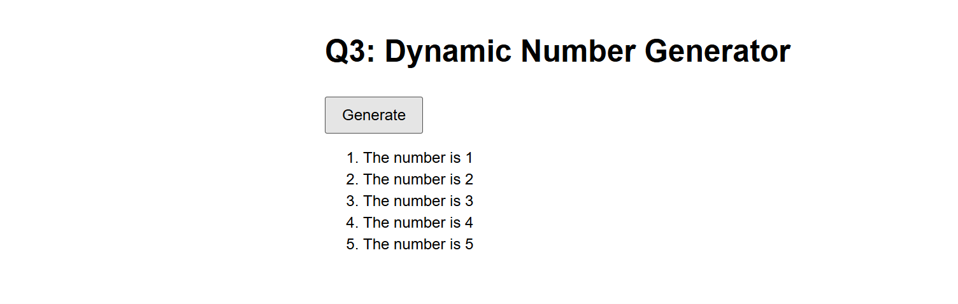 Q3: Dynamic Number Generator
Generate
1. The number is 1
2. The number is 2
3. The number is 3
4. The number is 4
5. The number is 5